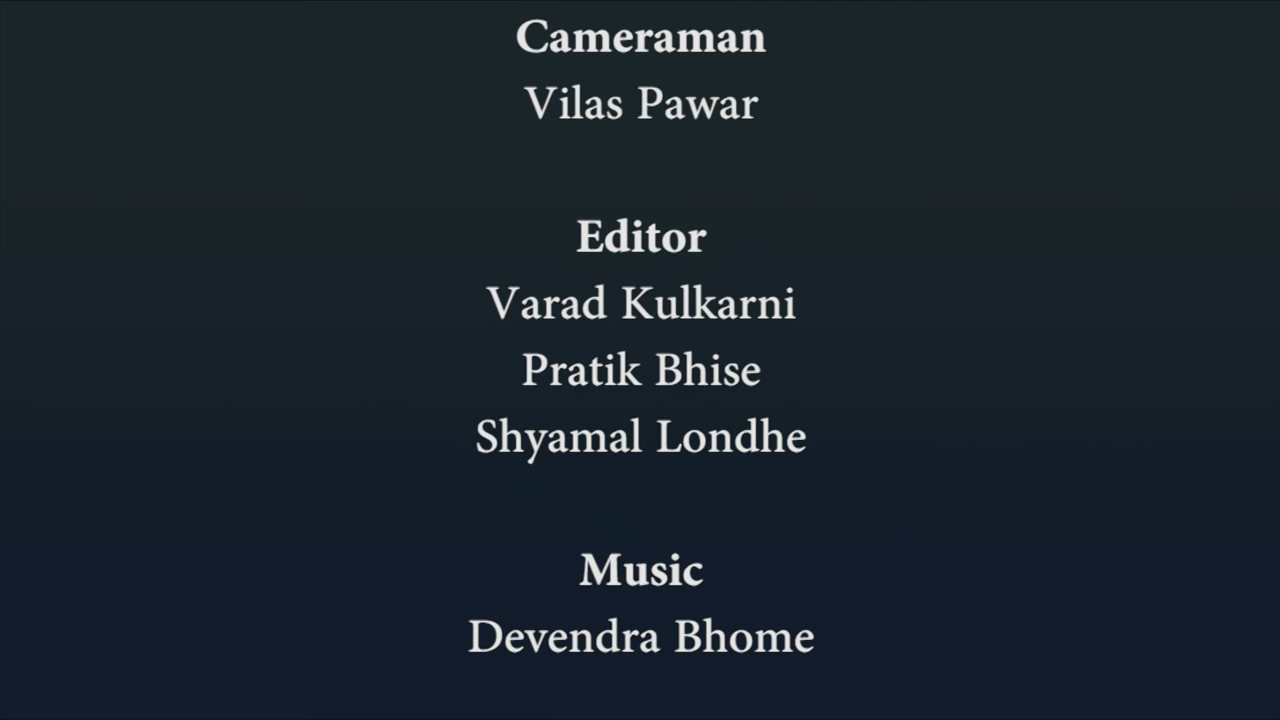 Cameraman
Vilas Pawar
Editor
Varad Kulkarni
Pratik Bhise
Shyamal Londhe
Music
Devendra Bhome